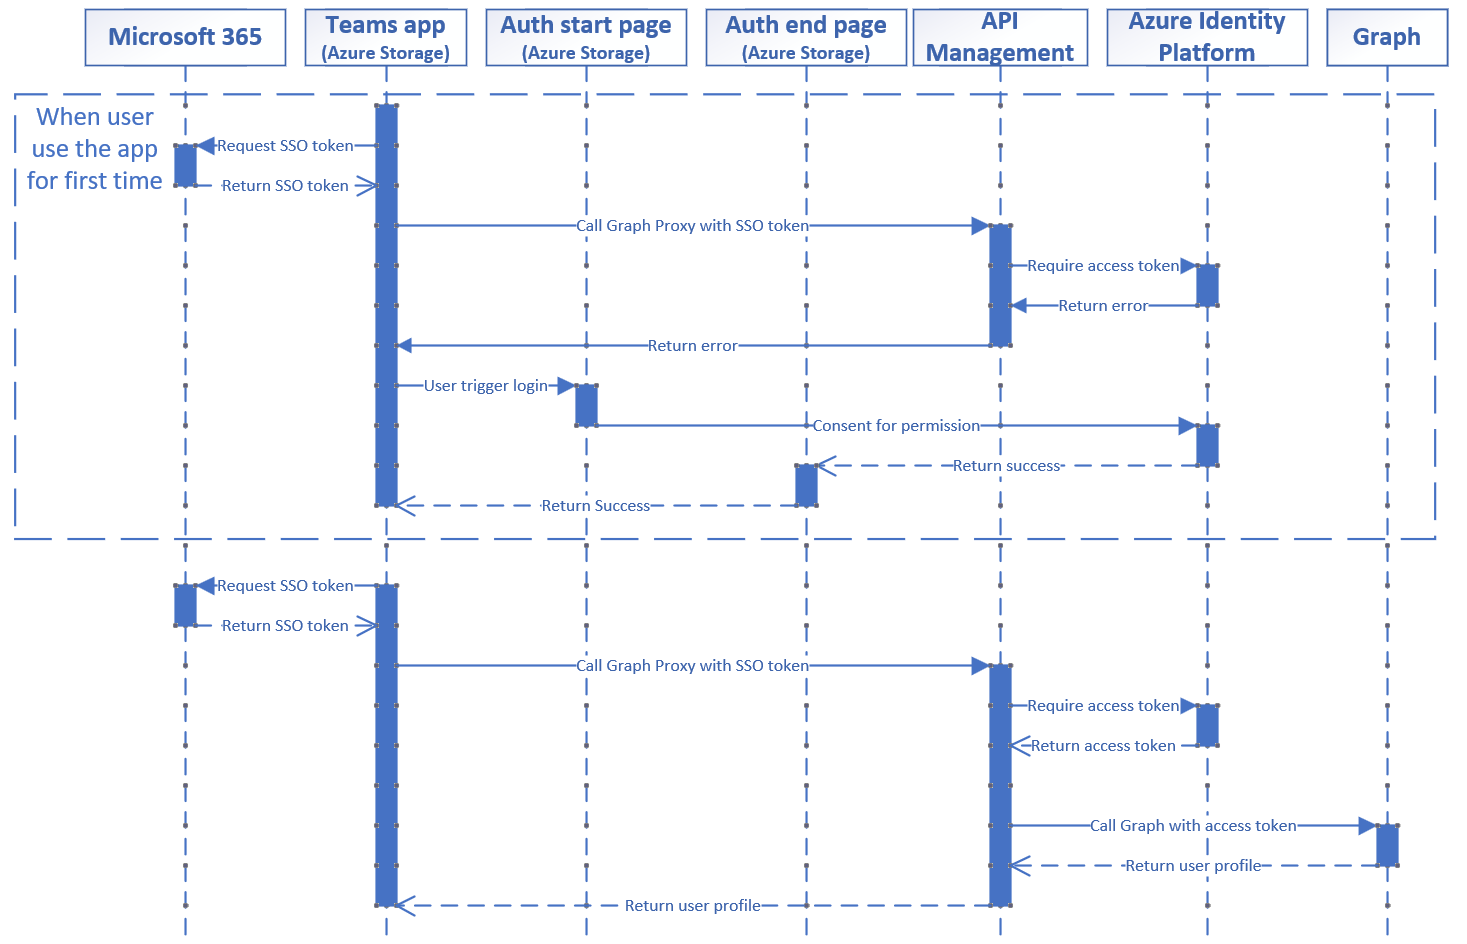 Microsoft 365
Teams app
(Azure Storage)
Auth start page
(Azure Storage)
Auth end page
(Azure Storage)
API
Management
Azure Identity
Platform
Graph
When user
use the app
for first time
Request SSO token
Return SSO token
Call Graph Proxy with SSO token
Require access token
Return error
Return error
User trigger login
Consent for permission
Return success
Return Success
Request SSO token
Return SSO token
Call Graph Proxy with SSO token
Require access token
Return access token
Call Graph with access token
Return user profile
Return user profile